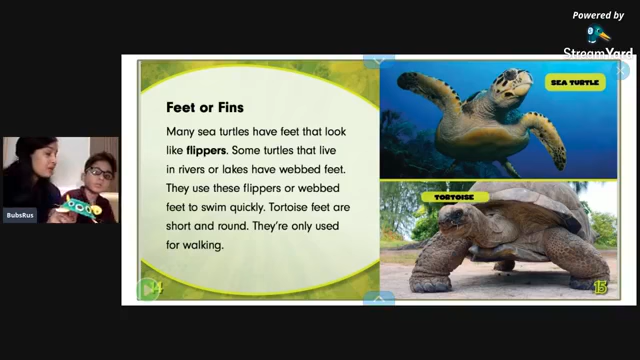 Powered by
StreamYard
Feet or Fins
Many sea turtles have feet that look
like flippers. Some turtles that live
in rivers or lakes have webbed feet.
They use these flippers or webbed
feet to swim quickly. Tortoise feet are
short and round. They're only used
for walking.
14
SEA TURTLE
TORTOISE
15
BubsRus